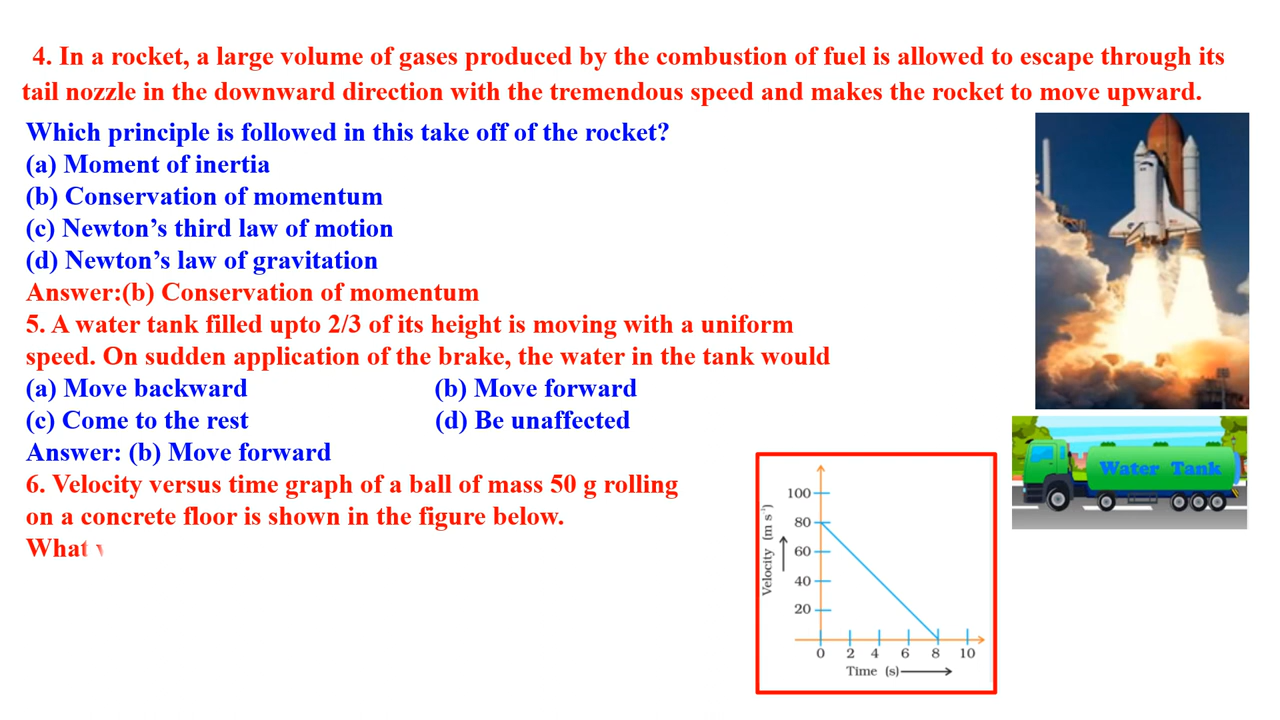 4. In a rocket, a large volume of gases produced by the combustion of fuel is allowed to escape through its
tail nozzle in the downward direction with the tremendous speed and makes the rocket to move upward.
Which principle is followed in this take off of the rocket?
(a) Moment of inertia
(b) Conservation of momentum
(c) Newton’s third law of motion
(d) Newton’s law of gravitation
Answer:(b) Conservation of momentum
5. A water tank filled upto 2/3 of its height is moving with a uniform
speed. On sudden application of the brake, the water in the tank would
(a) Move backward (b) Move forward
(c) Come to the rest (d) Be unaffected
Answer: (b) Move forward
6. Velocity versus time graph of a ball of mass 50 g rolling
on a concrete floor is shown in the figure below.
What
Water Tank
Velocity (m s⁻¹)
100
80
60
40
20
0 2 4 6 8 10
Time (s)